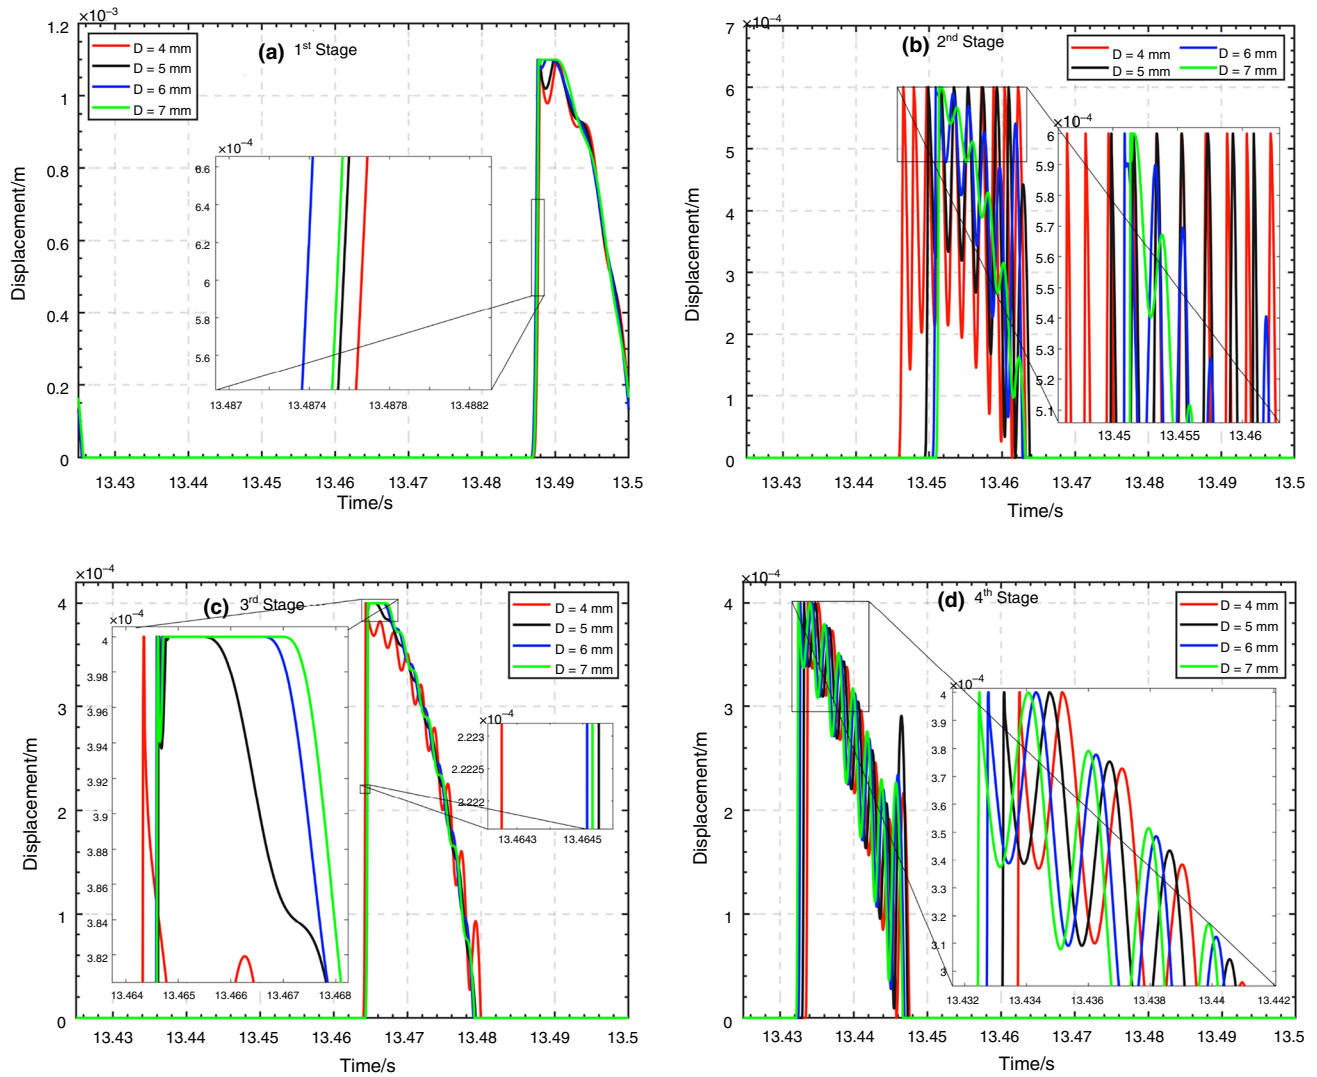 ×10⁻³
1.2
1
0.8
0.6
0.4
0.2
0
Displacement/m
D = 4 mm
D = 5 mm
D = 6 mm
D = 7 mm
(a) 1st Stage
×10⁻⁴
6.6
6.4
6.2
6
5.8
5.6
13.487 13.4874 13.4878 13.4882
13.43 13.44 13.45 13.46 13.47 13.48 13.49 13.5
Time/s
×10⁻⁴
7
6
5
4
3
2
1
0
Displacement/m
(b) 2nd Stage
D = 4 mm D = 6 mm
D = 5 mm D = 7 mm
×10⁻⁴
6
5.9
5.8
5.7
5.6
5.5
5.4
5.3
5.2
5.1
13.45 13.455 13.46
13.43 13.44 13.45 13.46 13.47 13.48 13.49 13.5
Time/s
×10⁻⁴
4
3
2
1
0
Displacement/m
(c) 3rd Stage
D = 4 mm
D = 5 mm
D = 6 mm
D = 7 mm
×10⁻⁴
4
3.98
3.96
3.94
3.92
3.9
3.88
3.86
3.84
3.82
13.464 13.465 13.466 13.467 13.468
×10⁻⁴
2.223
2.2225
2.222
13.4643 13.4645
13.43 13.44 13.45 13.46 13.47 13.48 13.49 13.5
Time/s
×10⁻⁴
4
3
2
1
0
Displacement/m
(d) 4th Stage
D = 4 mm
D = 5 mm
D = 6 mm
D = 7 mm
×10⁻⁴
4
3.9
3.8
3.7
3.6
3.5
3.4
3.3
3.2
3.1
3
13.432 13.434 13.436 13.438 13.44 13.442
13.43 13.44 13.45 13.46 13.47 13.48 13.49 13.5
Time/s